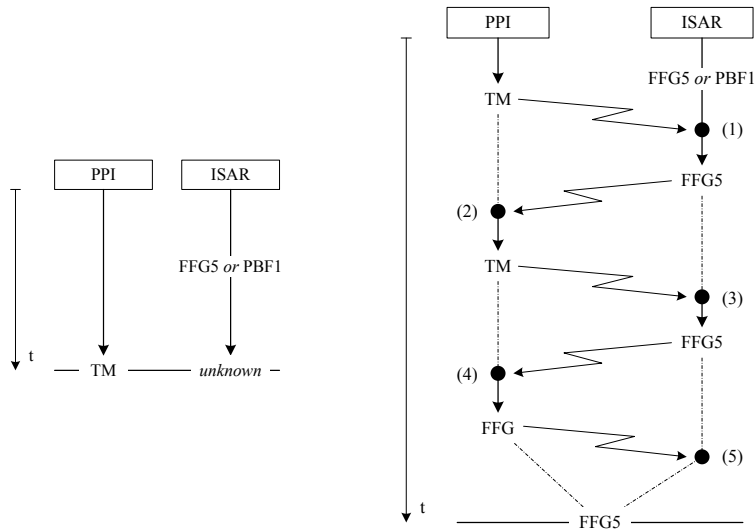 PPI
ISAR
FFG5 or PBF1
TM
(1)
PPI
ISAR
FFG5
(2)
FFG5 or PBF1
TM
(3)
FFG5
t
TM
unknown
(4)
FFG
(5)
t
FFG5